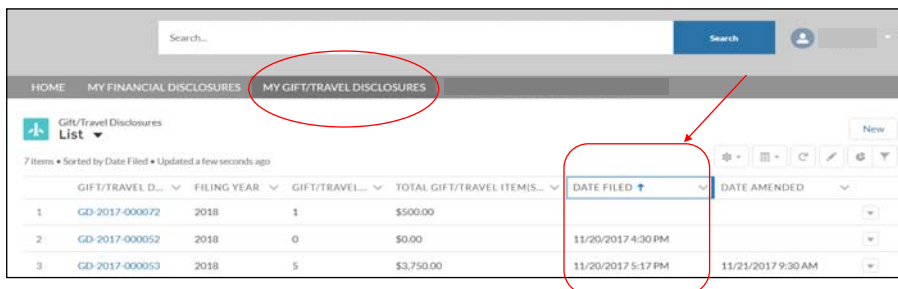 Search...
Search
HOME MY FINANCIAL DISCLOSURES MY GIFT/TRAVEL DISCLOSURES
Gift/Travel Disclosures
List
New
7 items • Sorted by Date Filed • Updated a few seconds ago
GIFT/TRAVEL D... FILING YEAR GIFT/TRAVEL... TOTAL GIFT/TRAVEL ITEM(S... DATE FILED ↑ DATE AMENDED
1 GD-2017-000072 2018 1 $500.00
2 GD-2017-000052 2018 0 $0.00 11/20/2017 4:30 PM
3 GD-2017-000053 2018 5 $3,750.00 11/20/2017 5:17 PM 11/21/2017 9:30 AM